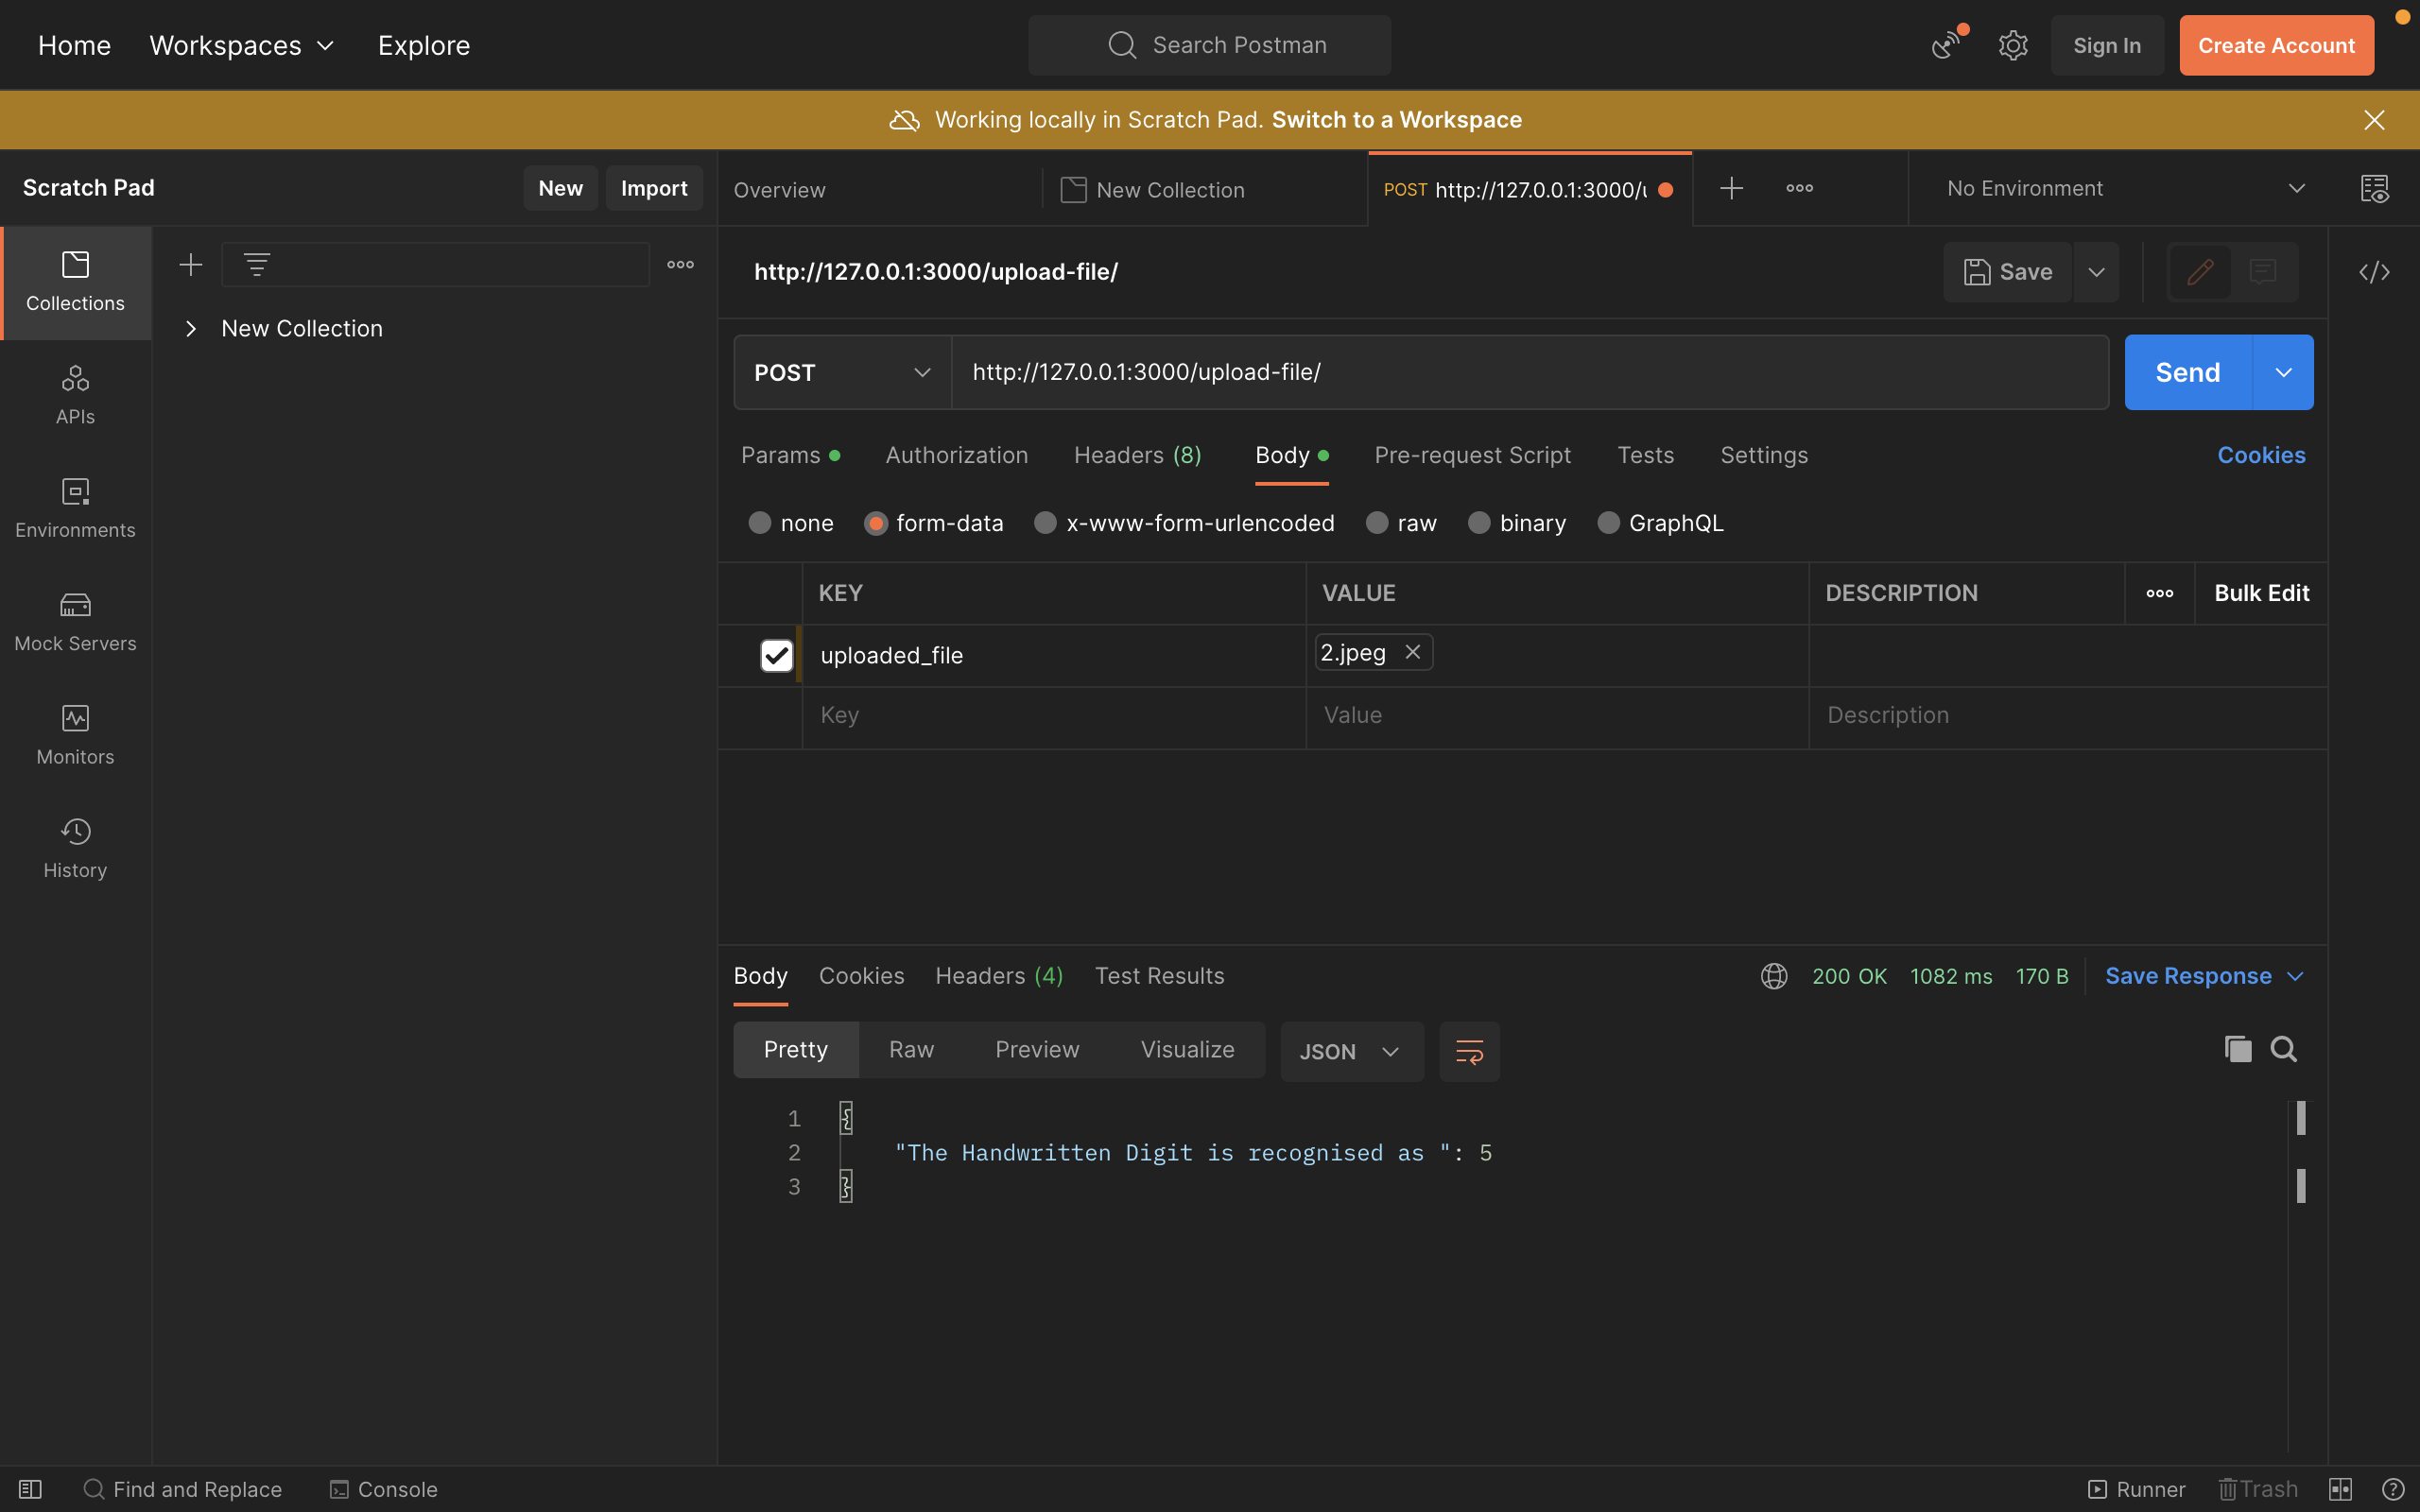 Home Workspaces Explore Search Postman Sign In Create Account
Working locally in Scratch Pad. Switch to a Workspace
Scratch Pad New Import Overview New Collection POST http://127.0.0.1:3000/u No Environment
Collections
New Collection
APIs
Environments
Mock Servers
Monitors
History
http://127.0.0.1:3000/upload-file/ Save
POST http://127.0.0.1:3000/upload-file/ Send
Params Authorization Headers (8) Body Pre-request Script Tests Settings Cookies
none form-data x-www-form-urlencoded raw binary GraphQL
KEY VALUE DESCRIPTION Bulk Edit
uploaded_file 2.jpeg
Key Value Description
Body Cookies Headers (4) Test Results 200 OK 1082 ms 170 B Save Response
Pretty Raw Preview Visualize JSON
1 {
2 "The Handwritten Digit is recognised as ": 5
3 }
Find and Replace Console Runner Trash